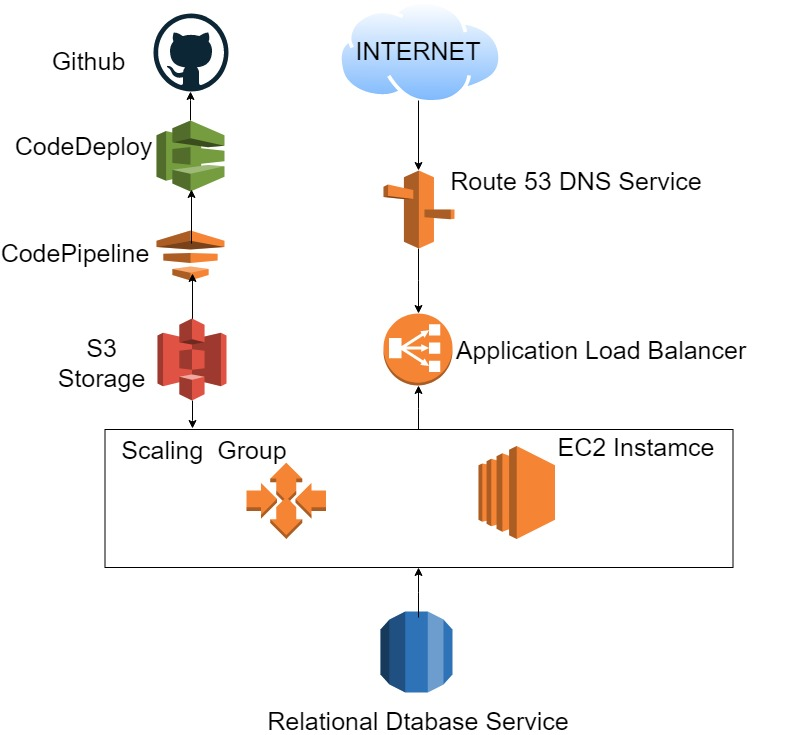 INTERNET
Github
CodeDeploy
Route 53 DNS Service
CodePipeline
S3
Storage
Application Load Balancer
Scaling  Group
EC2 Instamce
Relational Dtabase Service